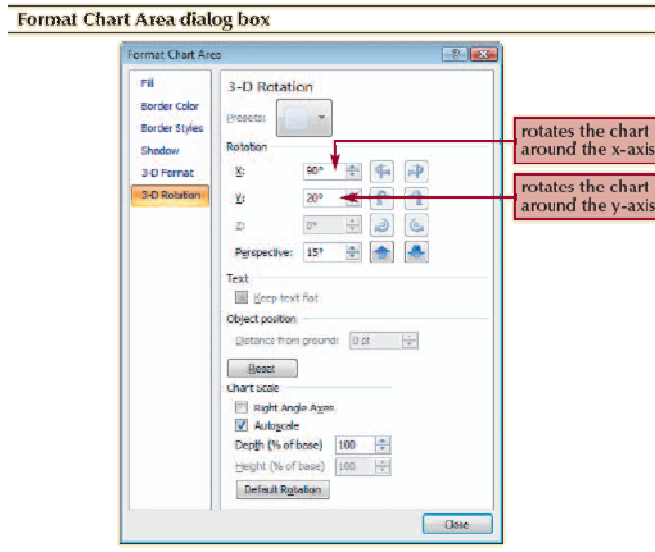 Format Chart Area dialog box
Format Chart Area
Fill
Border Color
Border Styles
Shadow
3-D Format
3-D Rotation
3-D Rotation
Presets:
Rotation
X: 90°
Y: 20°
Z: 0°
Perspective: 15°
Text
Keep text flat
Object position
Distance from ground: 0 pt
Reset
Chart Scale
Right Angle Axes
Autoscale
Depth (% of base) 100
Height (% of base) 100
Default Rotation
Close
rotates the chart
around the x-axis
rotates the chart
around the y-axis